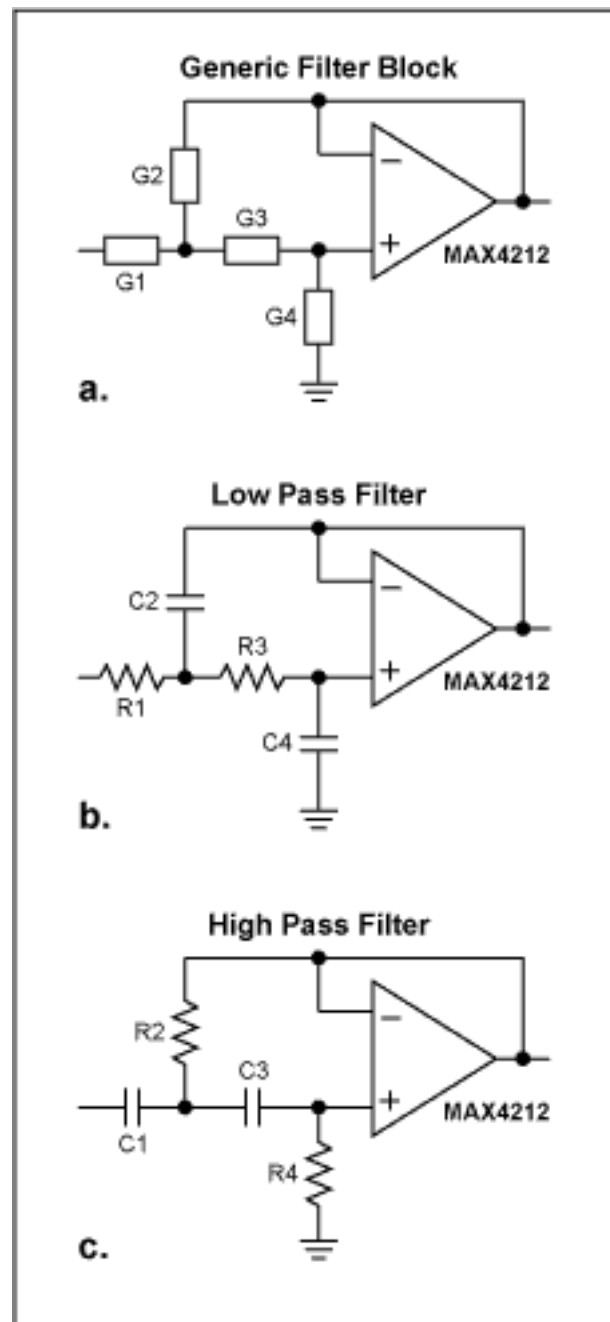 Generic Filter Block
G2
−
G3
+
MAX4212
G1
G4
a.
Low Pass Filter
C2
−
R3
+
MAX4212
R1
C4
b.
High Pass Filter
R2
−
C3
+
MAX4212
C1
R4
c.